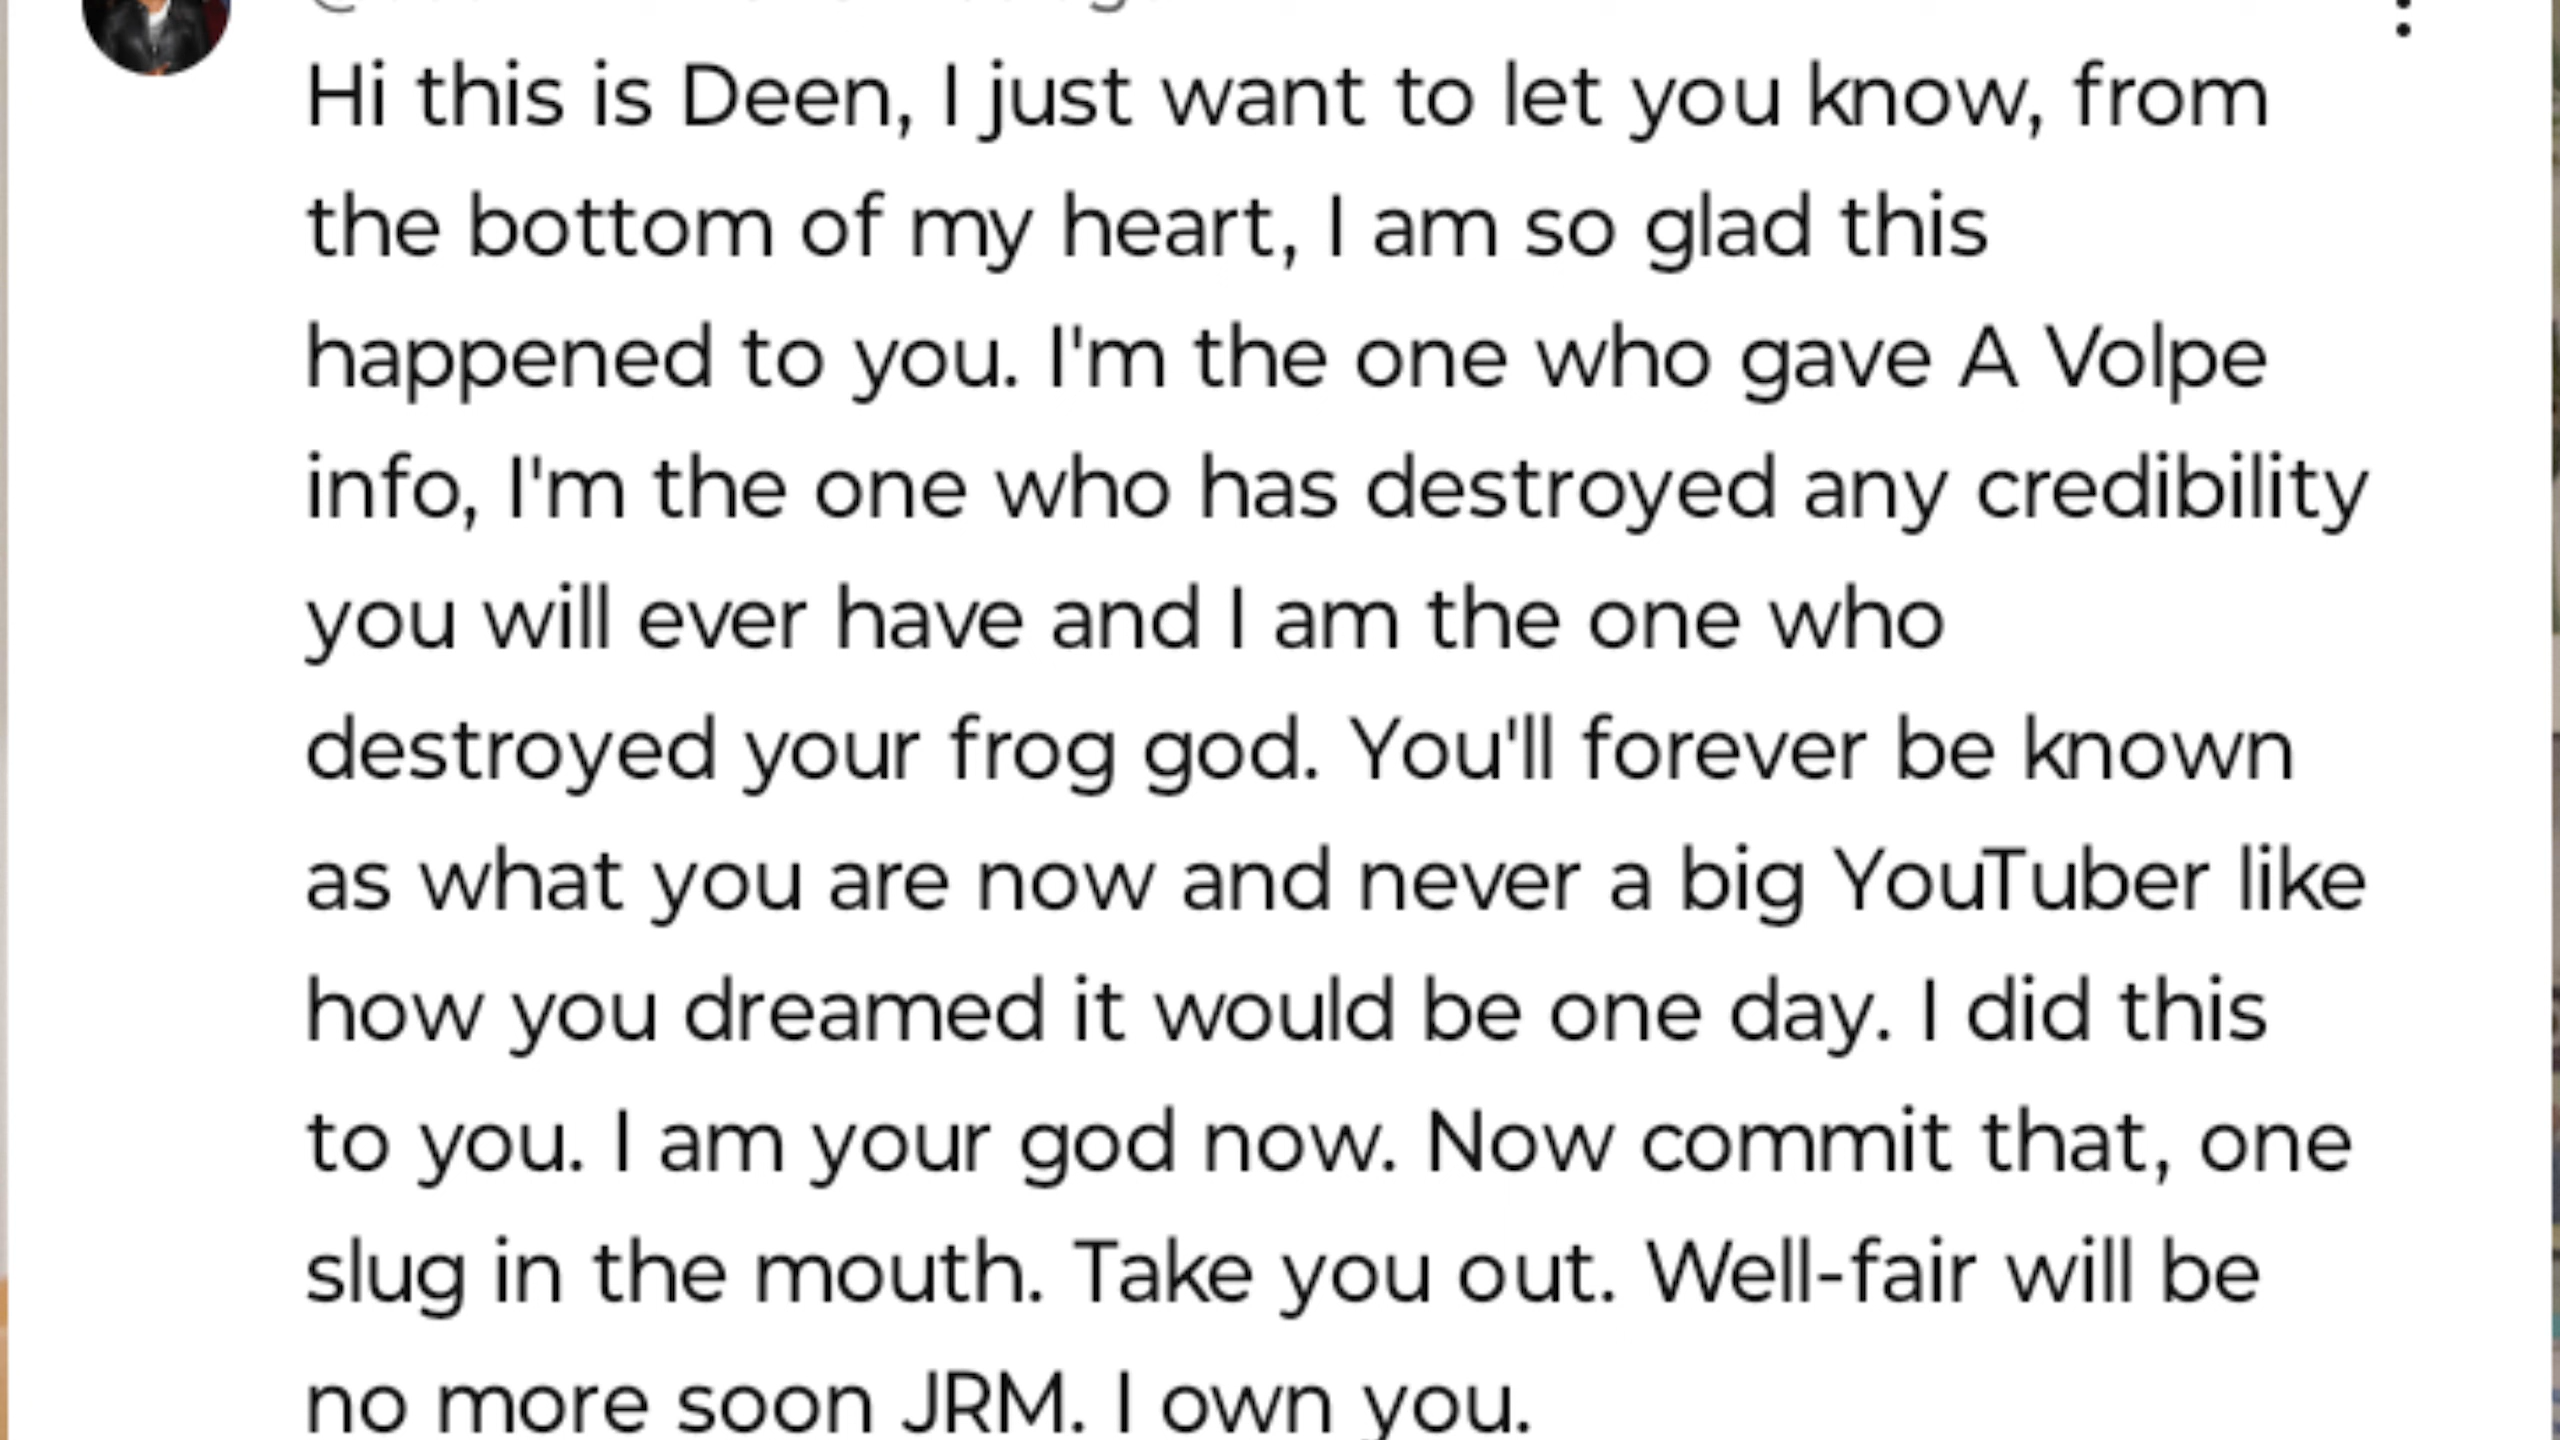 Hi this is Deen, I just want to let you know, from
the bottom of my heart, I am so glad this
happened to you. I'm the one who gave A Volpe
info, I'm the one who has destroyed any credibility
you will ever have and I am the one who
destroyed your frog god. You'll forever be known
as what you are now and never a big YouTuber like
how you dreamed it would be one day. I did this
to you. I am your god now. Now commit that, one
slug in the mouth. Take you out. Well-fair will be
no more soon JRM. I own you.